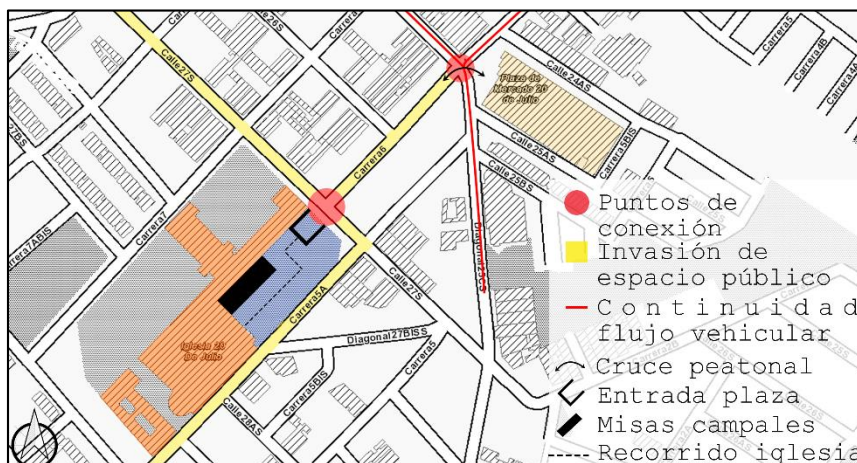 Calle27S
Calle26S
Carrera5
Carrera4B
Carrera4A
Calle24AS
Plaza de
Mercado 20
de Julio
Carrera5BIS
Calle25AS
Calle25BS
Carrera6
Carrera7
Carrera7ABIS
Diagonal25CS
Carrera5A
Calle27S
Iglesia 20
de Julio
Diagonal27BISS
Carrera5
Carrera5BIS
Calle28AS
Puntos de
conexión
Invasión de
espacio público
Continuidad
flujo vehicular
Cruce peatonal
Entrada plaza
Misas campales
Recorrido iglesia